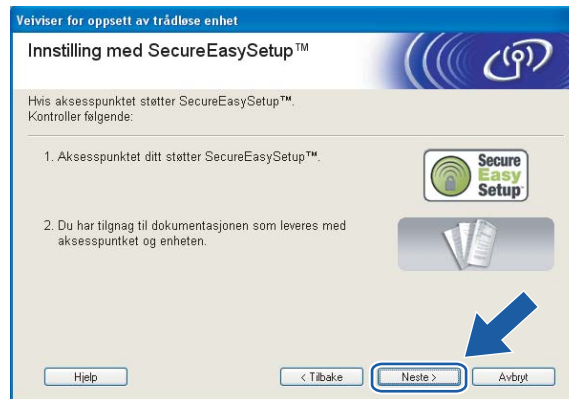 Veiviser for oppsett av trådløse enhet
Innstilling med SecureEasySetup™
Hvis aksesspunktet støtter SecureEasySetup™.
Kontroller følgende:
1. Aksesspunktet ditt støtter SecureEasySetup™.
Secure
Easy
Setup
2. Du har tilgnag til dokumentasjonen som leveres med
aksesspuntket og enheten.
Hjelp
< Tilbake
Neste >
Avbryt